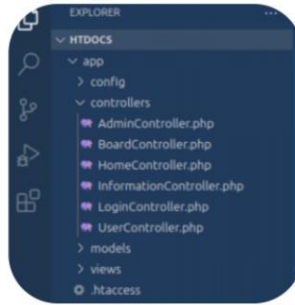 EXPLORER
...
HTDOCS
app
config
controllers
AdminController.php
BoardController.php
HomeController.php
InformationController.php
LoginController.php
UserController.php
models
views
.htaccess